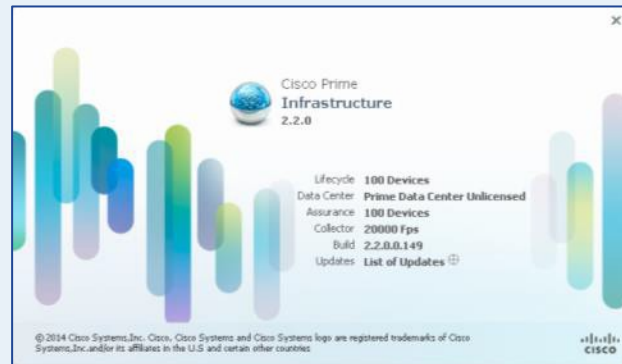 Cisco Prime
Infrastructure
2.2.0
Lifecycle 100 Devices
Data Center Prime Data Center Unlicensed
Assurance 100 Devices
Collector 20000 Fps
Build 2.2.0.0.149
Updates List of Updates
© 2014 Cisco Systems,Inc. Cisco, Cisco Systems and Cisco Systems logo are registered trademarks of Cisco
Systems,Inc.and/or its affiliates in the U.S and certain other countries
CISCO